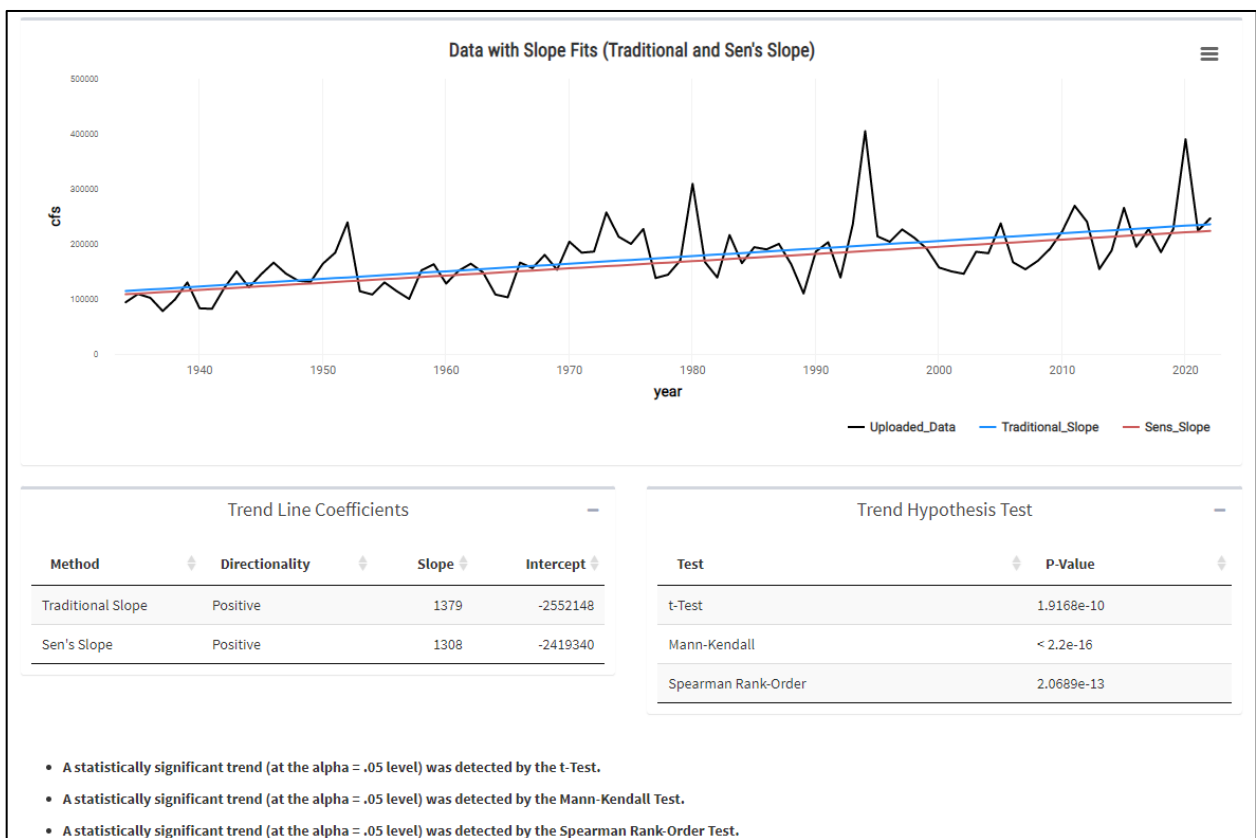 Data with Slope Fits (Traditional and Sen's Slope)
500000
400000
300000
200000
100000
0
cfs
1940 1950 1960 1970 1980 1990 2000 2010 2020
year
Uploaded_Data Traditional_Slope Sens_Slope
Trend Line Coefficients
Method Directionality Slope Intercept
Traditional Slope Positive 1379 -2552148
Sen's Slope Positive 1308 -2419340
Trend Hypothesis Test
Test P-Value
t-Test 1.9168e-10
Mann-Kendall < 2.2e-16
Spearman Rank-Order 2.0689e-13
• A statistically significant trend (at the alpha = .05 level) was detected by the t-Test.
• A statistically significant trend (at the alpha = .05 level) was detected by the Mann-Kendall Test.
• A statistically significant trend (at the alpha = .05 level) was detected by the Spearman Rank-Order Test.